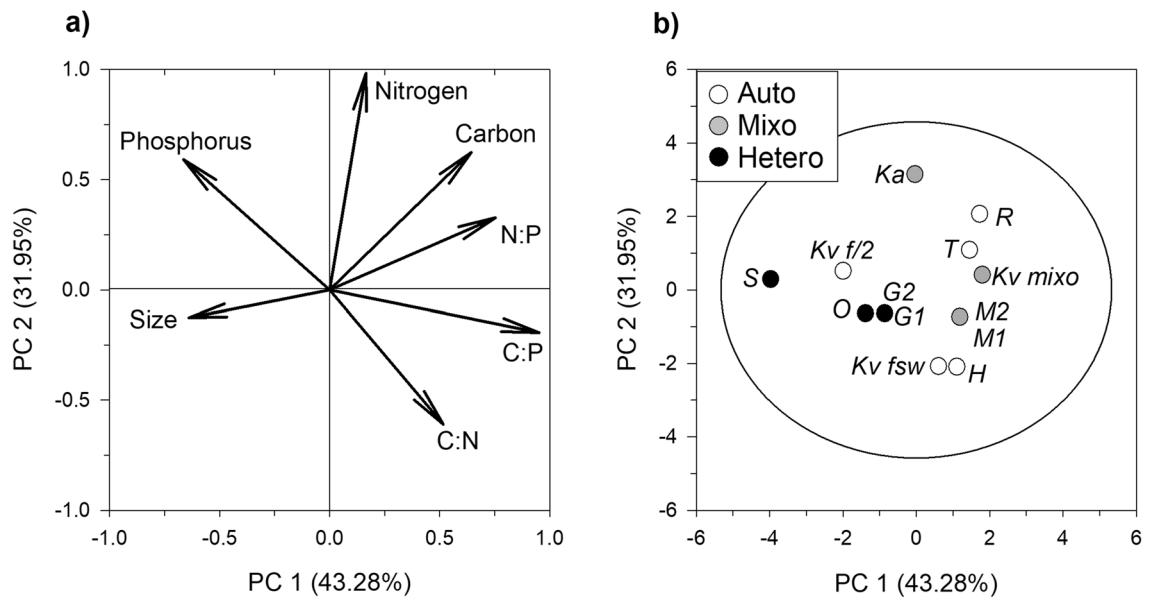 a)
1.0
0.5
0.0
-0.5
-1.0
PC 2 (31.95%)
Nitrogen
Carbon
Phosphorus
N:P
Size
C:P
C:N
-1.0
-0.5
0.0
0.5
1.0
PC 1 (43.28%)
b)
6
4
2
0
-2
-4
-6
PC 2 (31.95%)
Auto
Mixo
Hetero
Ka
R
T
Kv f/2
S
Kv mixo
G2
O
G1
M2
M1
Kv fsw
H
-6
-4
-2
0
2
4
6
PC 1 (43.28%)